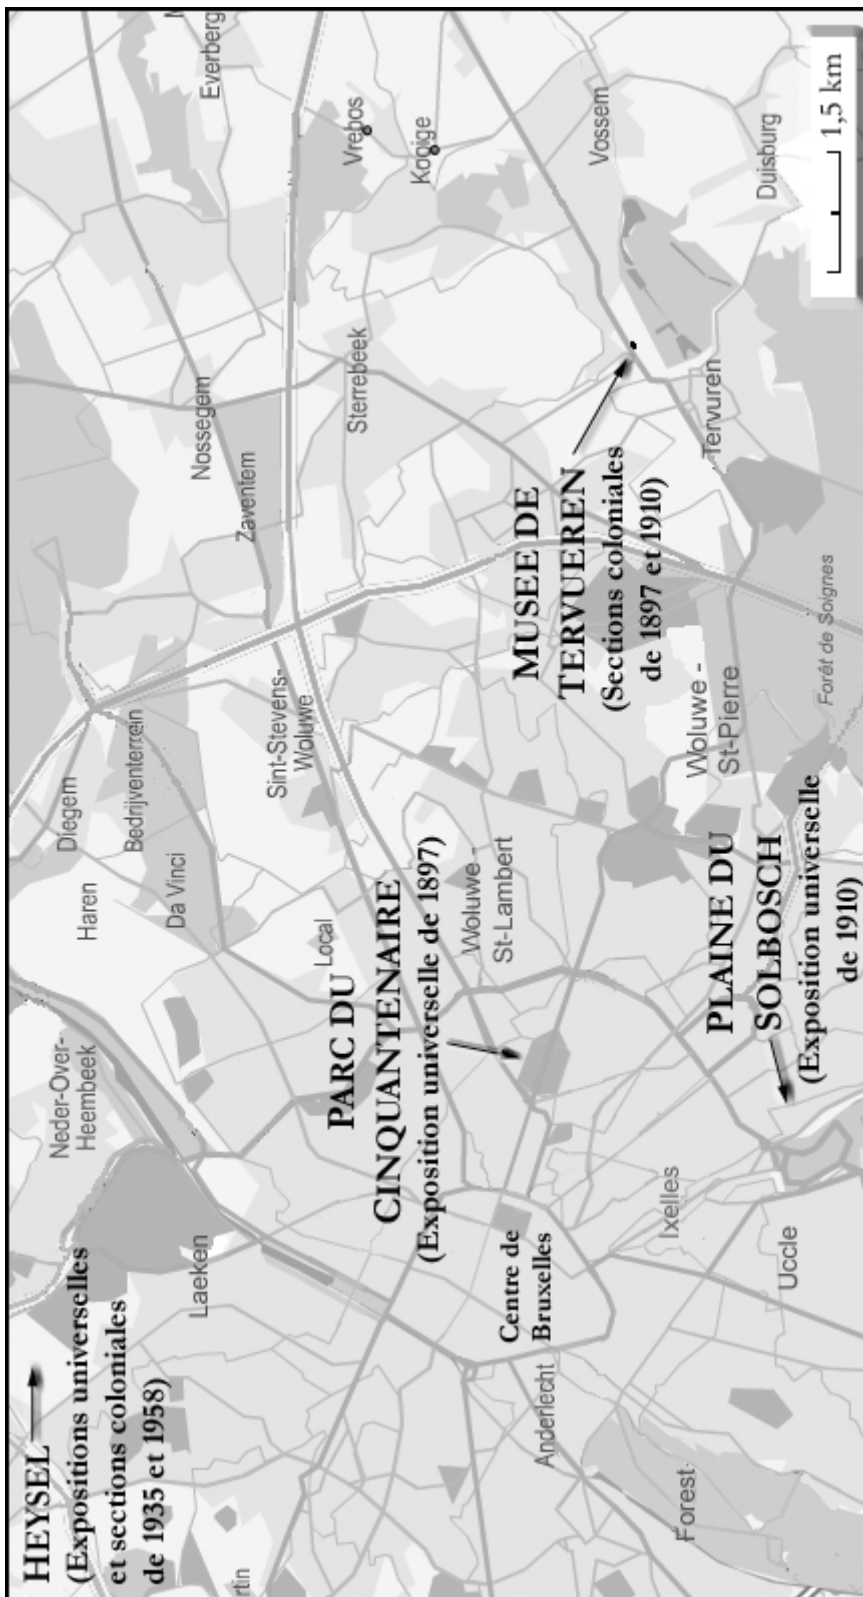 HEYSEL
(Expositions universelles
et sections coloniales
de 1935 et 1958)
rtin
Laeken
Neder-Over-
Heembeek
Haren
Diegem
Bedrijventerrein
Da Vinci
Local
Sint-Stevens-
Woluwe
Zaventem
Nossegem
Everberg
Sterrebeek
Vrebos
Kooige
PARC DU
CINQUANTENAIRE
(Exposition universelle de 1897)
Woluwe -
St-Lambert
Centre de
Bruxelles
Anderlecht
Forest
Ixelles
Uccle
MUSEE DE
TERVUEREN
(Sections coloniales
de 1897 et 1910)
Woluwe -
St-Pierre
PLAINE DU
SOLBOSCH
(Exposition universelle
de 1910)
Forêt de Soignes
Tervuren
Vossem
Duisburg
1,5 km